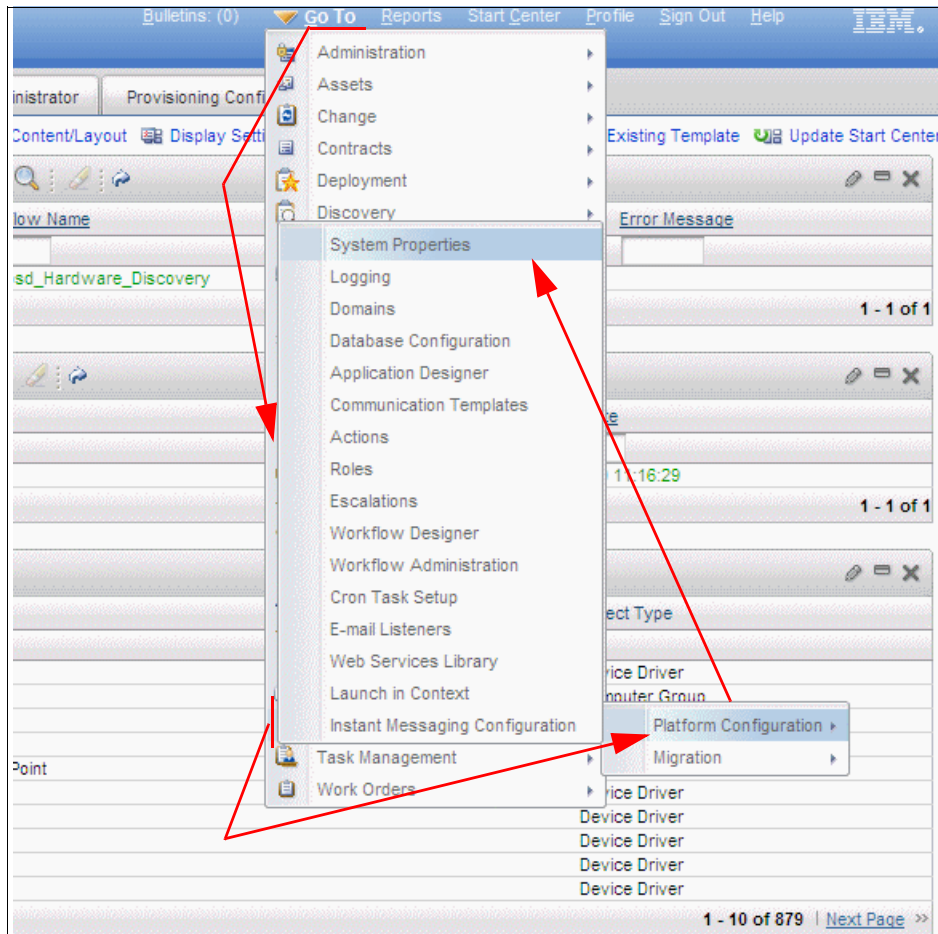 Bulletins: (0) Go To Reports Start Center Profile Sign Out Help IBM.
Administration
Assets
inistrator Provisioning Confi
Change
Content/Layout Display Setti Existing Template Update Start Center
Contracts
Deployment
Discovery
low Name Error Message
System Properties
Logging
sd_Hardware_Discovery
Domains
1 - 1 of 1
Database Configuration
Application Designer
Communication Templates
Actions
Roles
11:16:29
Escalations
1 - 1 of 1
Workflow Designer
Workflow Administration
Cron Task Setup
ect Type
E-mail Listeners
Web Services Library
vice Driver
Launch in Context
mputer Group
Instant Messaging Configuration
Platform Configuration
Task Management
Migration
Point
Work Orders
vice Driver
Device Driver
Device Driver
Device Driver
Device Driver
1 - 10 of 879 | Next Page »